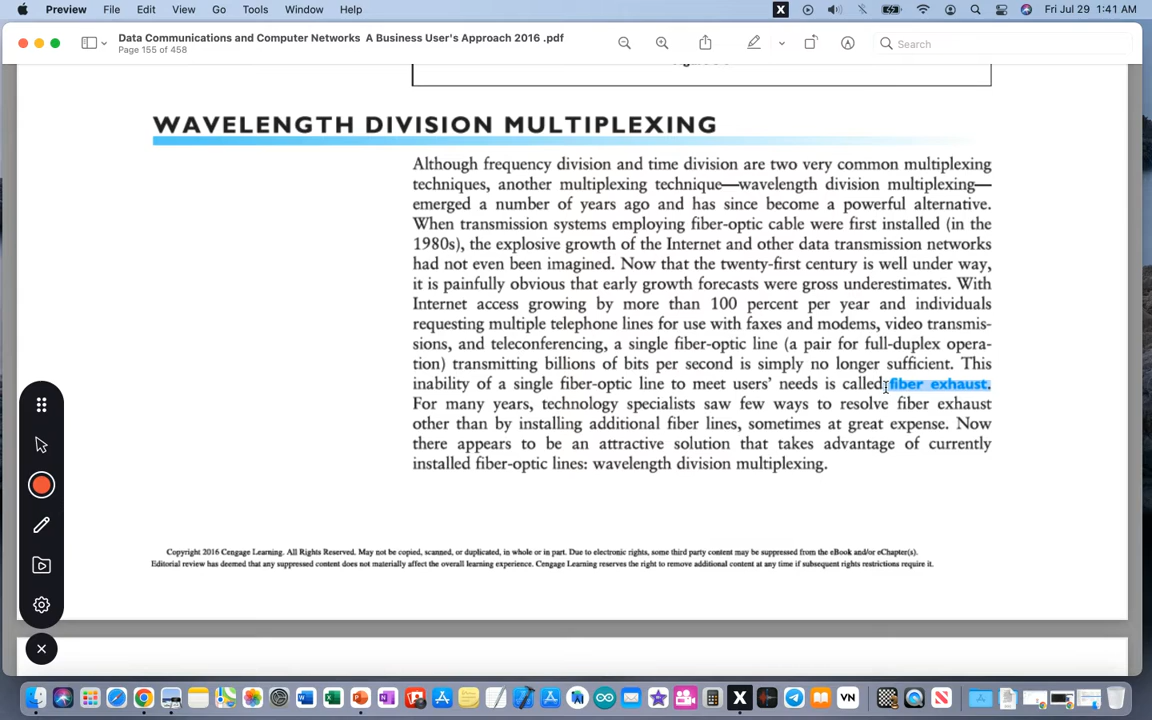 Preview File Edit View Go Tools Window Help X Fri Jul 29 1:41 AM
Data Communications and Computer Networks A Business User's Approach 2016 .pdf
Page 155 of 458
Search
WAVELENGTH DIVISION MULTIPLEXING
Although frequency division and time division are two very common multiplexing
techniques, another multiplexing technique—wavelength division multiplexing—
emerged a number of years ago and has since become a powerful alternative.
When transmission systems employing fiber-optic cable were first installed (in the
1980s), the explosive growth of the Internet and other data transmission networks
had not even been imagined. Now that the twenty-first century is well under way,
it is painfully obvious that early growth forecasts were gross underestimates. With
Internet access growing by more than 100 percent per year and individuals
requesting multiple telephone lines for use with faxes and modems, video transmis-
sions, and teleconferencing, a single fiber-optic line (a pair for full-duplex opera-
tion) transmitting billions of bits per second is simply no longer sufficient. This
inability of a single fiber-optic line to meet users' needs is called fiber exhaust.
For many years, technology specialists saw few ways to resolve fiber exhaust
other than by installing additional fiber lines, sometimes at great expense. Now
there appears to be an attractive solution that takes advantage of currently
installed fiber-optic lines: wavelength division multiplexing.
Copyright 2016 Cengage Learning. All Rights Reserved. May not be copied, scanned, or duplicated, in whole or in part. Due to electronic rights, some third party content may be suppressed from the eBook and/or eChapter(s).
Editorial review has deemed that any suppressed content does not materially affect the overall learning experience. Cengage Learning reserves the right to remove additional content at any time if subsequent rights restrictions require it.